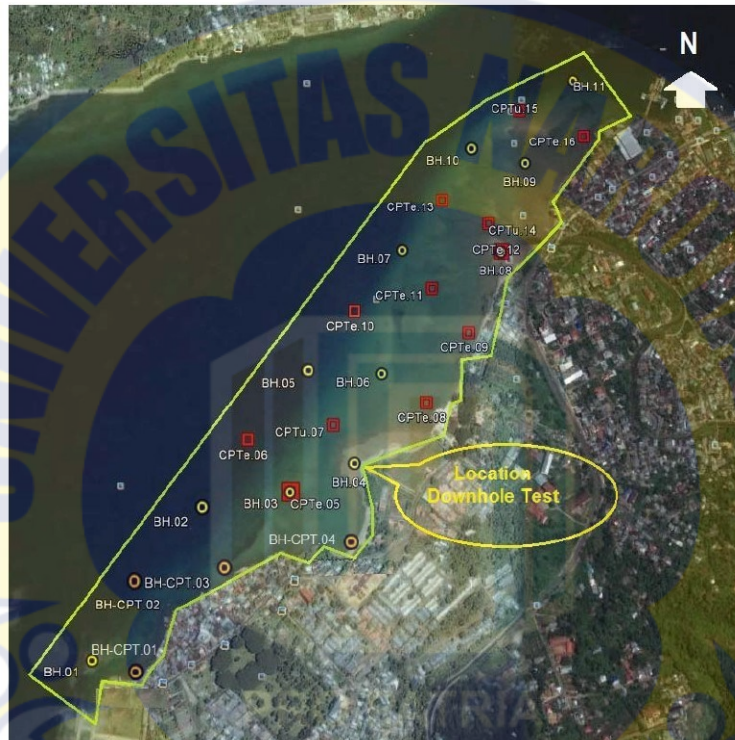 N
BH.11
CPTu.15
CPTe.16
BH.10
BH.09
CPTe.13
CPTu.14
CPTe.12
BH.07
BH.08
CPTe.11
CPTe.10
CPTe.09
BH.05
BH.06
CPTe.08
CPTu.07
CPTe.06
BH.04
Location
Downhole Test
BH.03
CPTe.05
BH.02
BH-CPT.04
BH-CPT.03
BH-CPT.02
BH-CPT.01
BH.01
UNIVERSITAS NA
TRIA